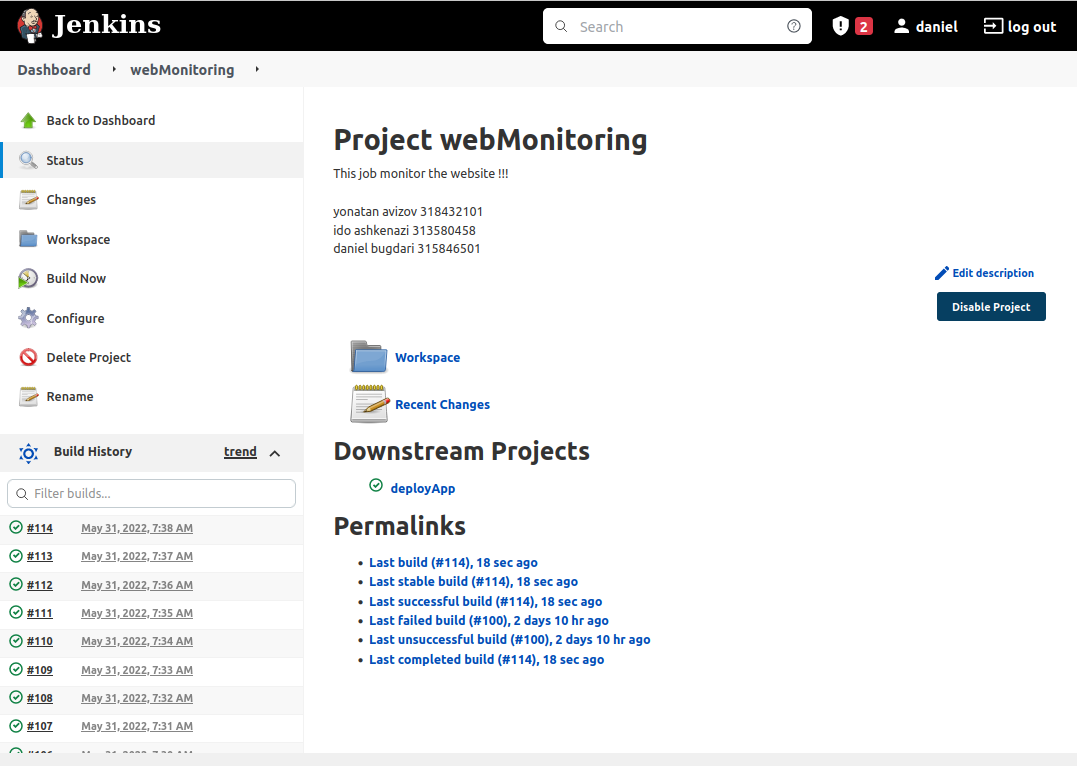 Jenkins
Search
2
daniel
log out
Dashboard
webMonitoring
Back to Dashboard
Status
Changes
Workspace
Build Now
Configure
Delete Project
Rename
Build History
trend
Filter builds...
#114 May 31, 2022, 7:38 AM
#113 May 31, 2022, 7:37 AM
#112 May 31, 2022, 7:36 AM
#111 May 31, 2022, 7:35 AM
#110 May 31, 2022, 7:34 AM
#109 May 31, 2022, 7:33 AM
#108 May 31, 2022, 7:32 AM
#107 May 31, 2022, 7:31 AM
Project webMonitoring
This job monitor the website !!!
yonatan avizov 318432101
ido ashkenazi 313580458
daniel bugdari 315846501
Edit description
Disable Project
Workspace
Recent Changes
Downstream Projects
deployApp
Permalinks
Last build (#114), 18 sec ago
Last stable build (#114), 18 sec ago
Last successful build (#114), 18 sec ago
Last failed build (#100), 2 days 10 hr ago
Last unsuccessful build (#100), 2 days 10 hr ago
Last completed build (#114), 18 sec ago